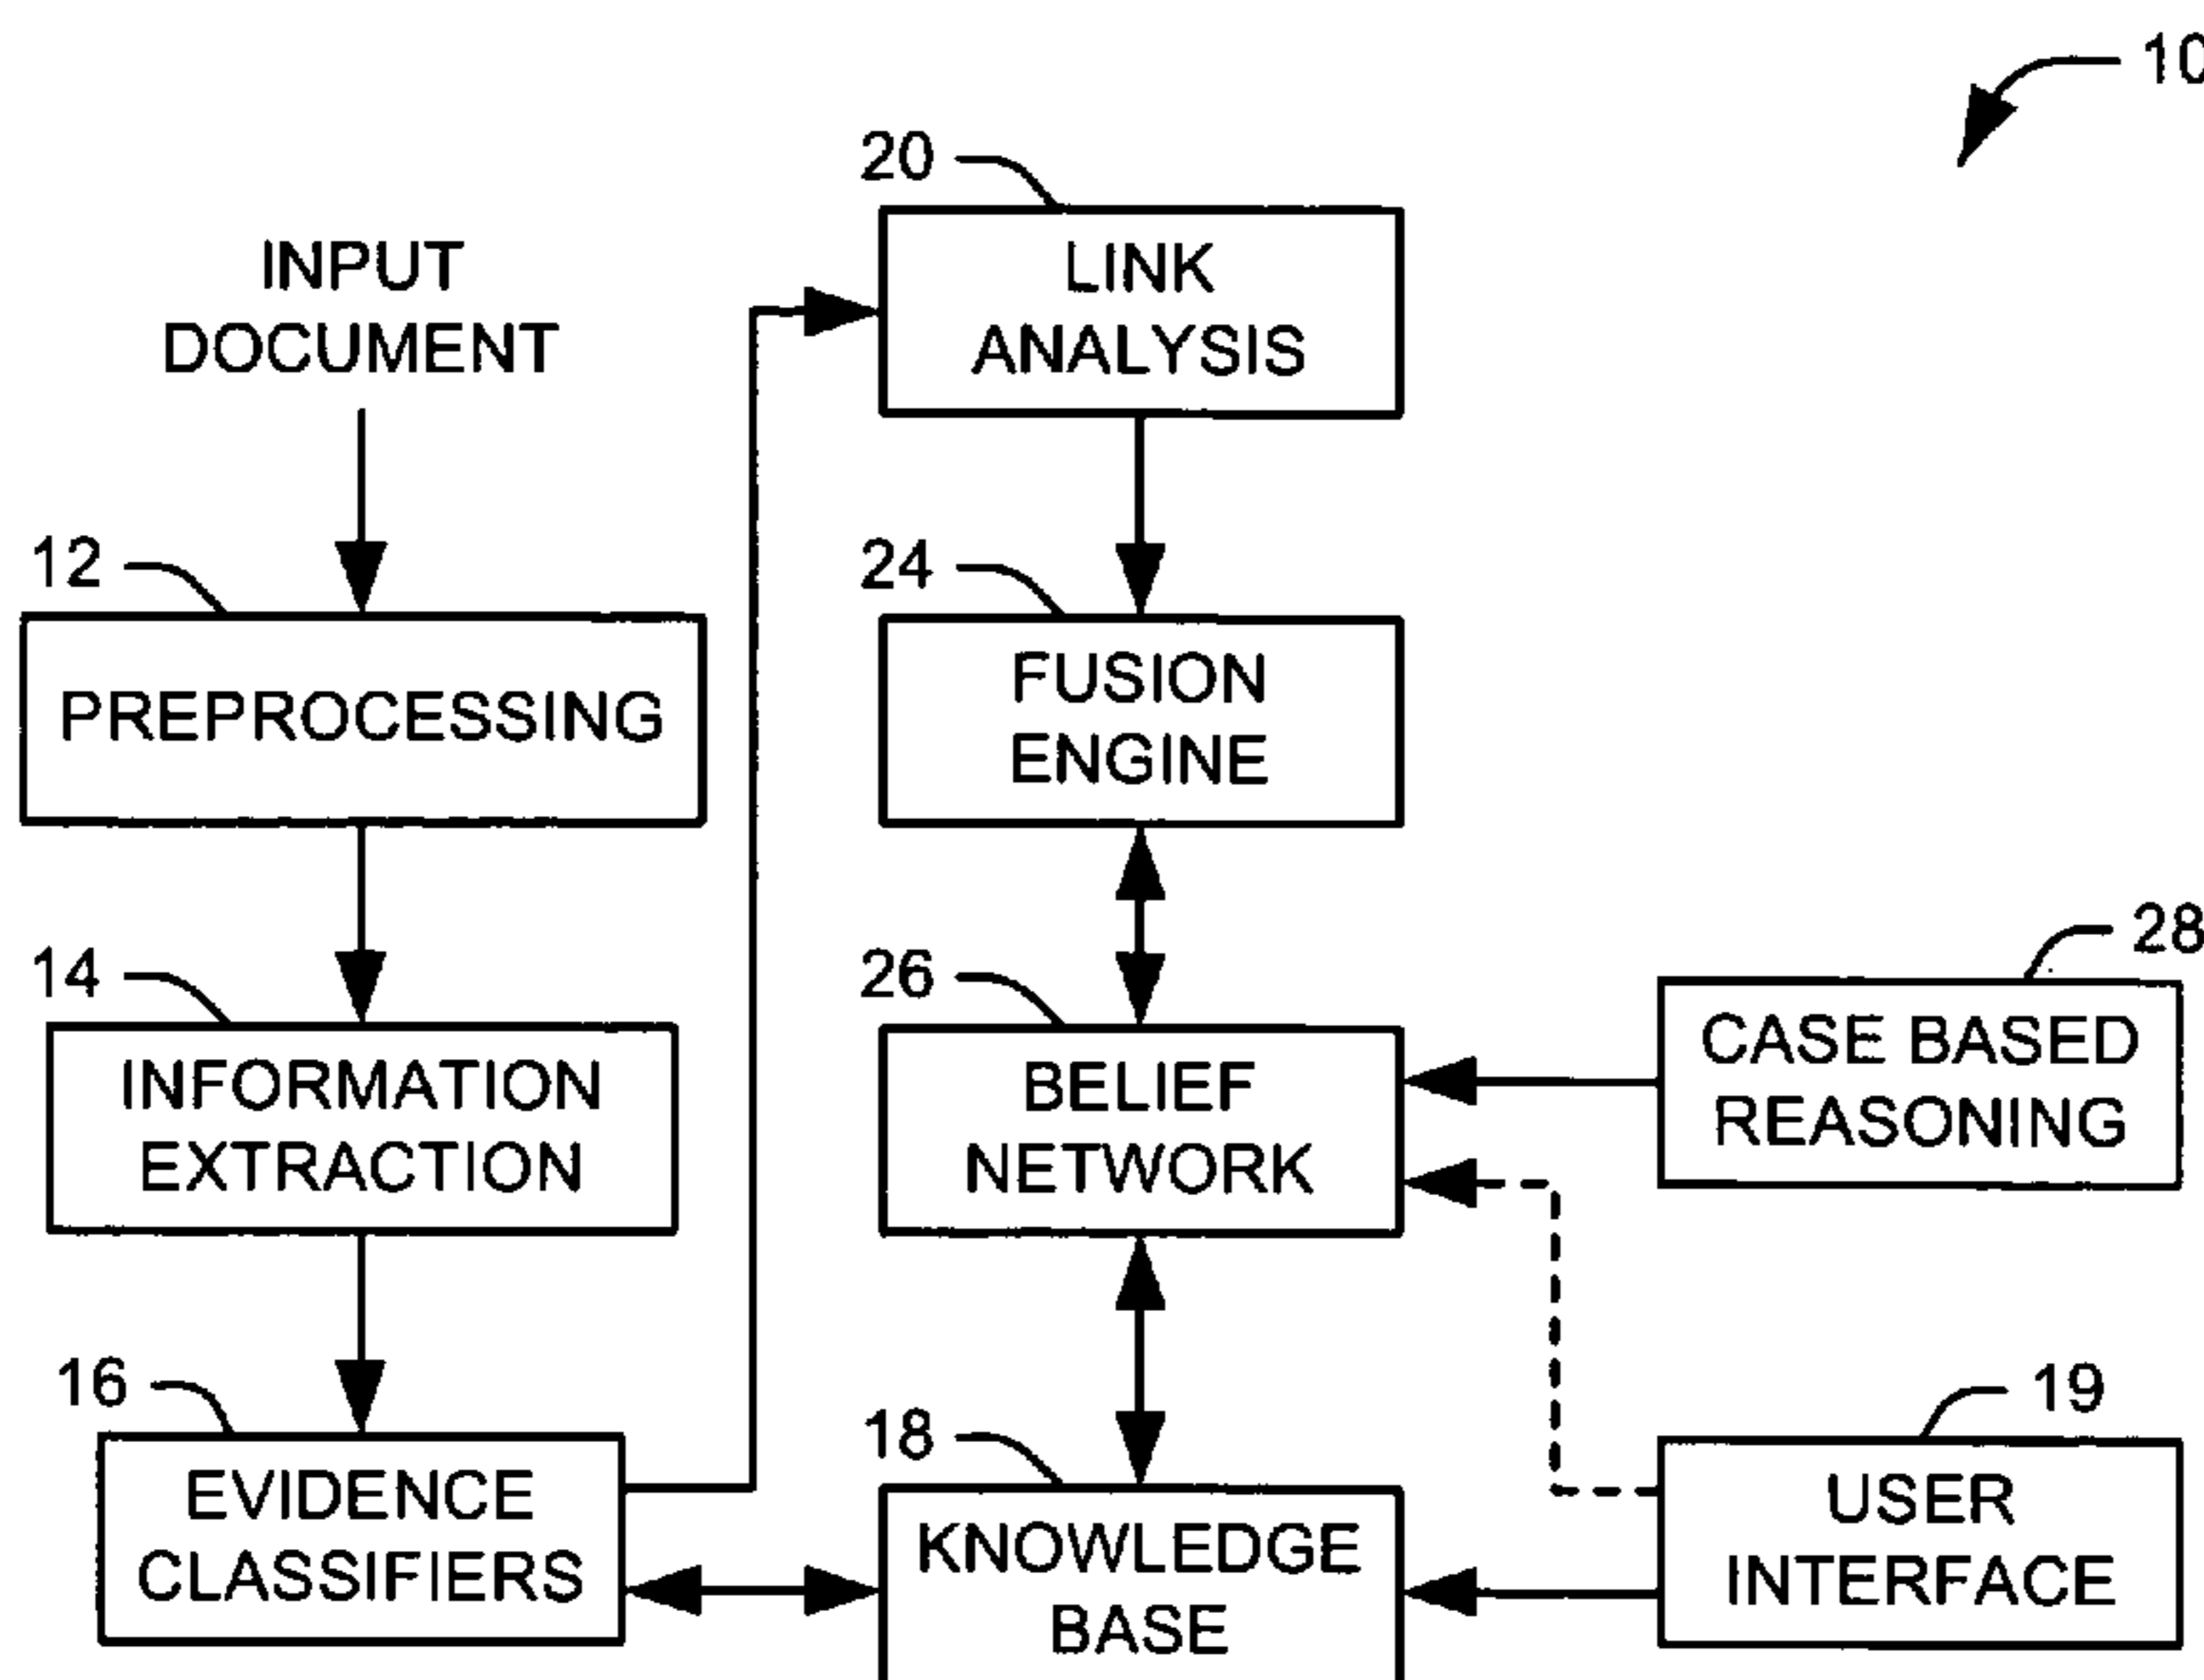 10
20
LINK
ANALYSIS
INPUT
DOCUMENT
12
PREPROCESSING
24
FUSION
ENGINE
14
INFORMATION
EXTRACTION
26
BELIEF
NETWORK
28
CASE BASED
REASONING
16
EVIDENCE
CLASSIFIERS
18
KNOWLEDGE
BASE
19
USER
INTERFACE